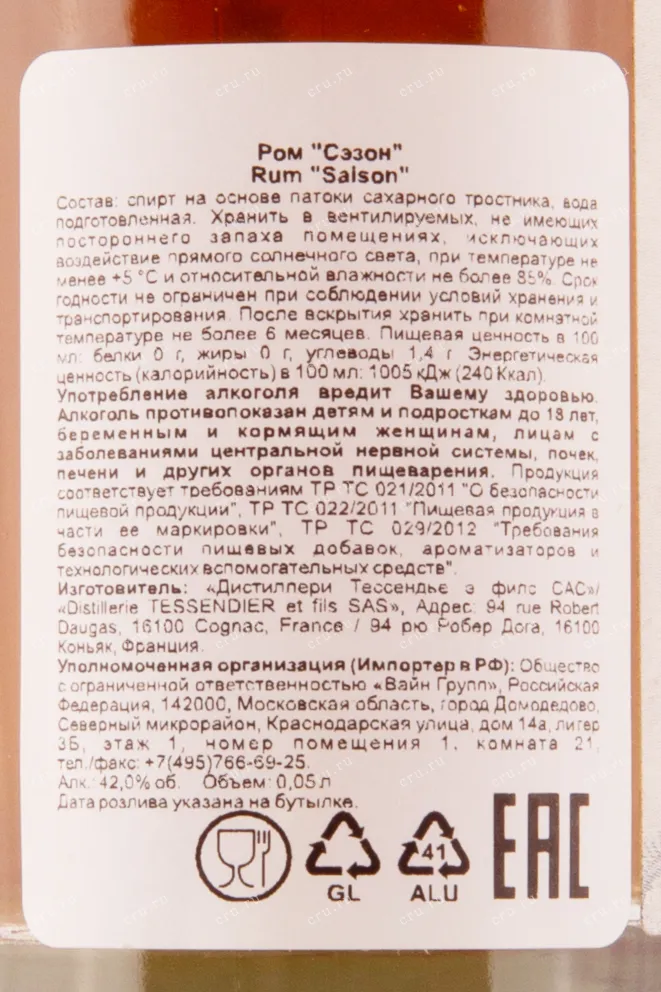 Ром "Сэзон"
Rum "Saison"
Состав: спирт на основе патоки сахарного тростника, вода
подготовленная. Хранить в вентилируемых, не имеющих
постороннего запаха помещениях, исключающих
воздействие прямого солнечного света, при температуре не
менее +5 °C и относительной влажности не более 85%. Срок
годности не ограничен при соблюдении условий хранения и
транспортирования. После вскрытия хранить при комнатной
температуре не более 6 месяцев. Пищевая ценность в 100
мл: белки 0 г, жиры 0 г, углеводы 1,4 г. Энергетическая
ценность (калорийность) в 100 мл: 1005 кДж (240 Ккал).
Употребление алкоголя вредит Вашему здоровью.
Алкоголь противопоказан детям и подросткам до 18 лет,
беременным и кормящим женщинам, лицам с
заболеваниями центральной нервной системы, почек,
печени и других органов пищеварения. Продукция
соответствует требованиям ТР ТС 021/2011 "О безопасности
пищевой продукции", ТР ТС 022/2011 "Пищевая продукция в
части ее маркировки", ТР ТС 029/2012 "Требования
безопасности пищевых добавок, ароматизаторов и
технологических вспомогательных средств".
Изготовитель: «Дистиллери Тессендье э филс САС»/
«Distillerie TESSENDIER et fils SAS», Адрес: 94 rue Robert
Daugas, 16100 Cognac, France / 94 рю Робер Дога, 16100
Коньяк, Франция.
Уполномоченная организация (Импортер в РФ): Общество
с ограниченной ответственностью «Вайн Групп», Российская
Федерация, 142000, Московская область, город Домодедово,
Северный микрорайон, Краснодарская улица, дом 14а, литер
3Б, этаж 1, номер помещения 1, комната 21,
тел./факс: +7(495)766-69-25.
Алк.: 42,0% об. Объем: 0,05 л
Дата розлива указана на бутылке.
GL
41
ALU
EAC
cru.ru